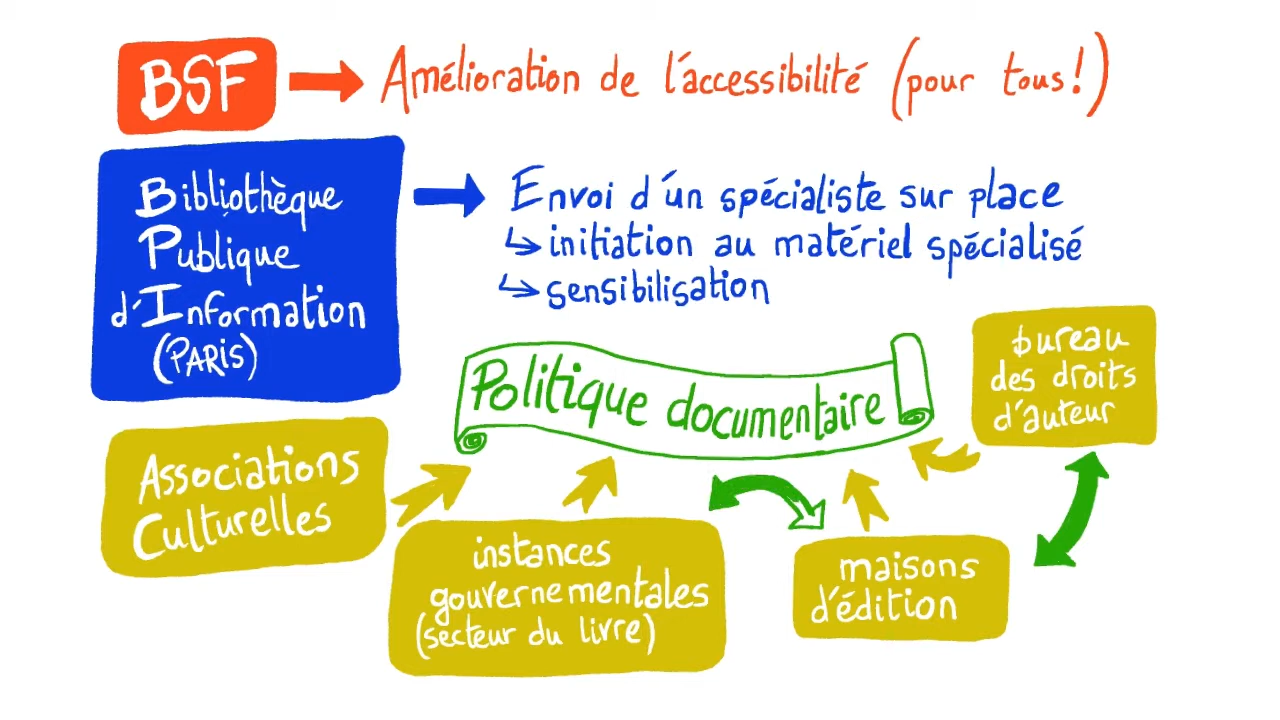 BSF
Amélioration de l'accessibilité (pour tous!)
Bibliothèque
Publique
d'Information
(PARIS)
Envoi d'un spécialiste sur place
↳ initiation au matériel spécialisé
↳ sensibilisation
Politique documentaire
bureau
des droits
d'auteur
Associations
Culturelles
instances
gouvernementales
(secteur du livre)
maisons
d'édition